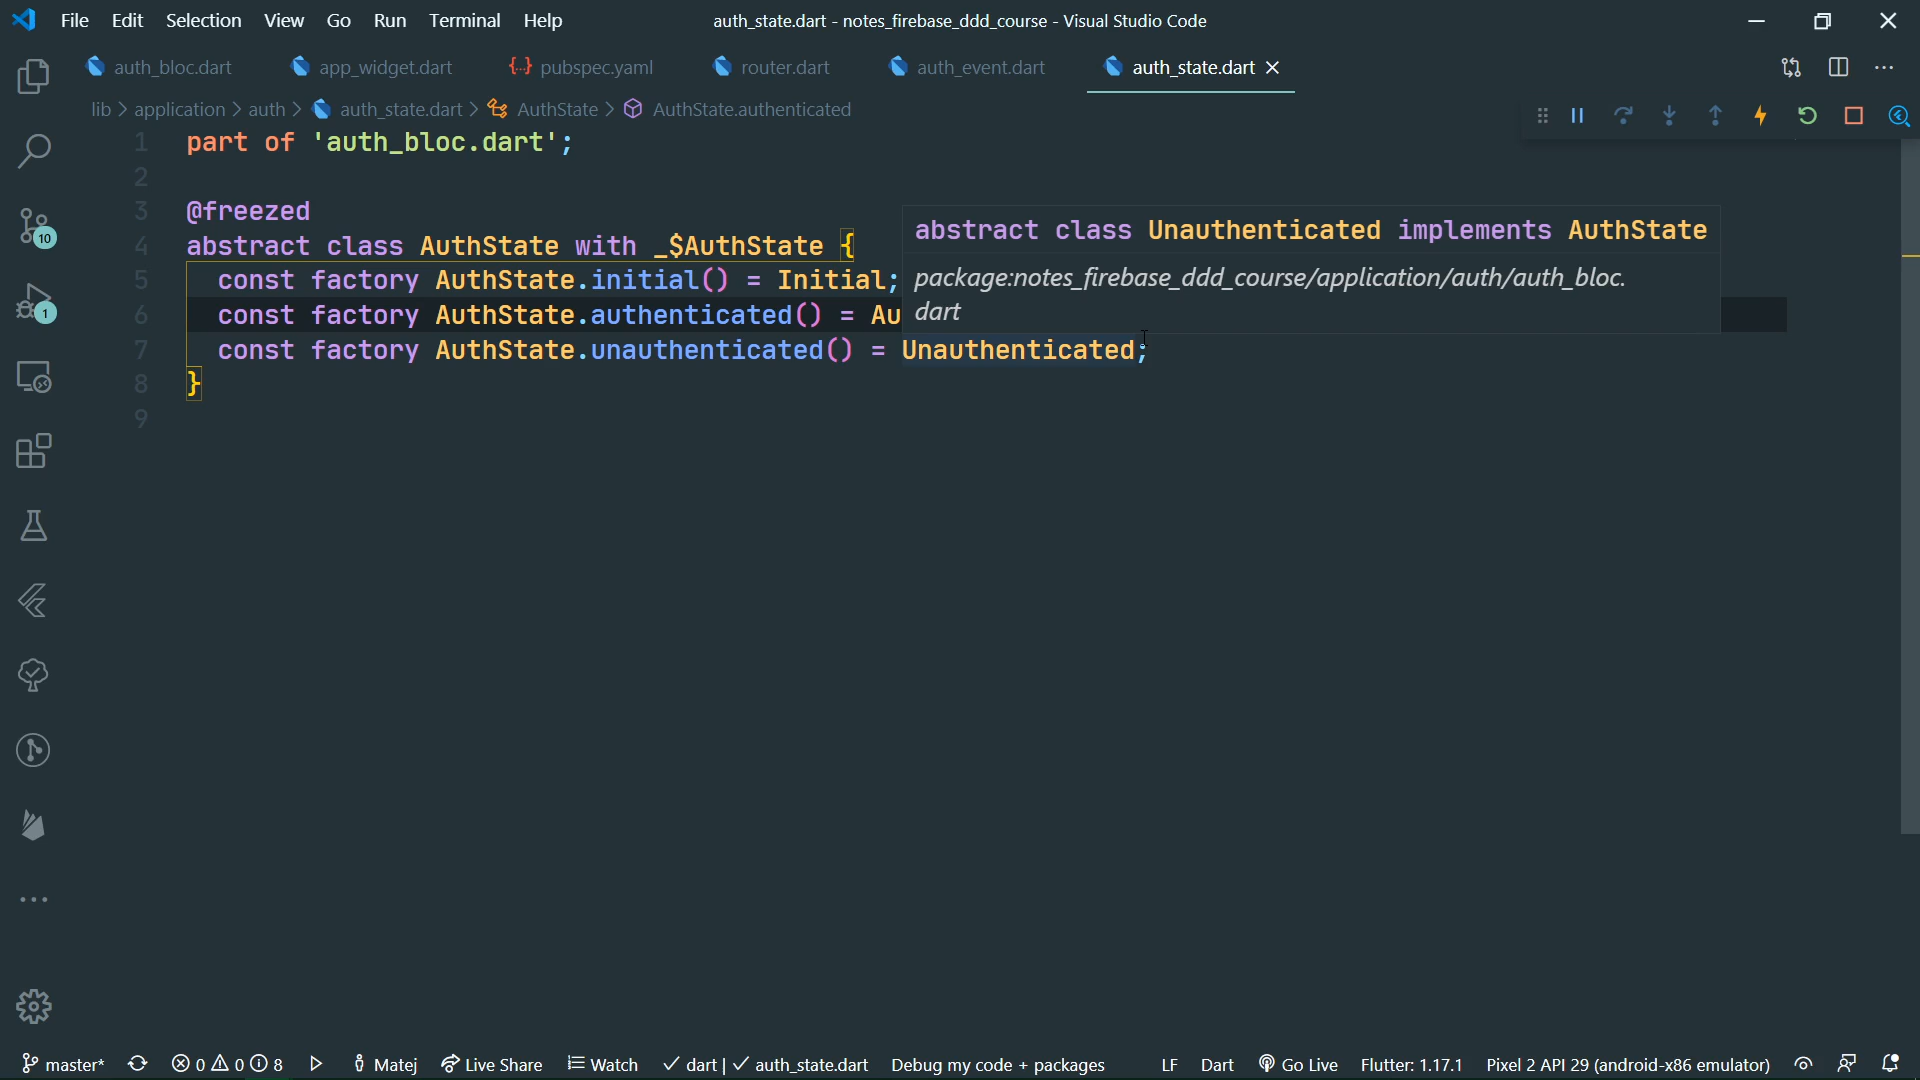 File Edit Selection View Go Run Terminal Help auth_state.dart - notes_firebase_ddd_course - Visual Studio Code
auth_bloc.dart app_widget.dart {..} pubspec.yaml router.dart auth_event.dart auth_state.dart
lib > application > auth > auth_state.dart > AuthState > AuthState.authenticated
1 part of 'auth_bloc.dart';
2
3 @freezed
4 abstract class AuthState with _$AuthState {
5 const factory AuthState.initial() = Initial;
6 const factory AuthState.authenticated() = Au
7 const factory AuthState.unauthenticated() = Unauthenticated;
8 }
9
abstract class Unauthenticated implements AuthState
package:notes_firebase_ddd_course/application/auth/auth_bloc.
dart
10
1
master* 0 0 8 Matej Live Share Watch dart | auth_state.dart Debug my code + packages LF Dart Go Live Flutter: 1.17.1 Pixel 2 API 29 (android-x86 emulator)